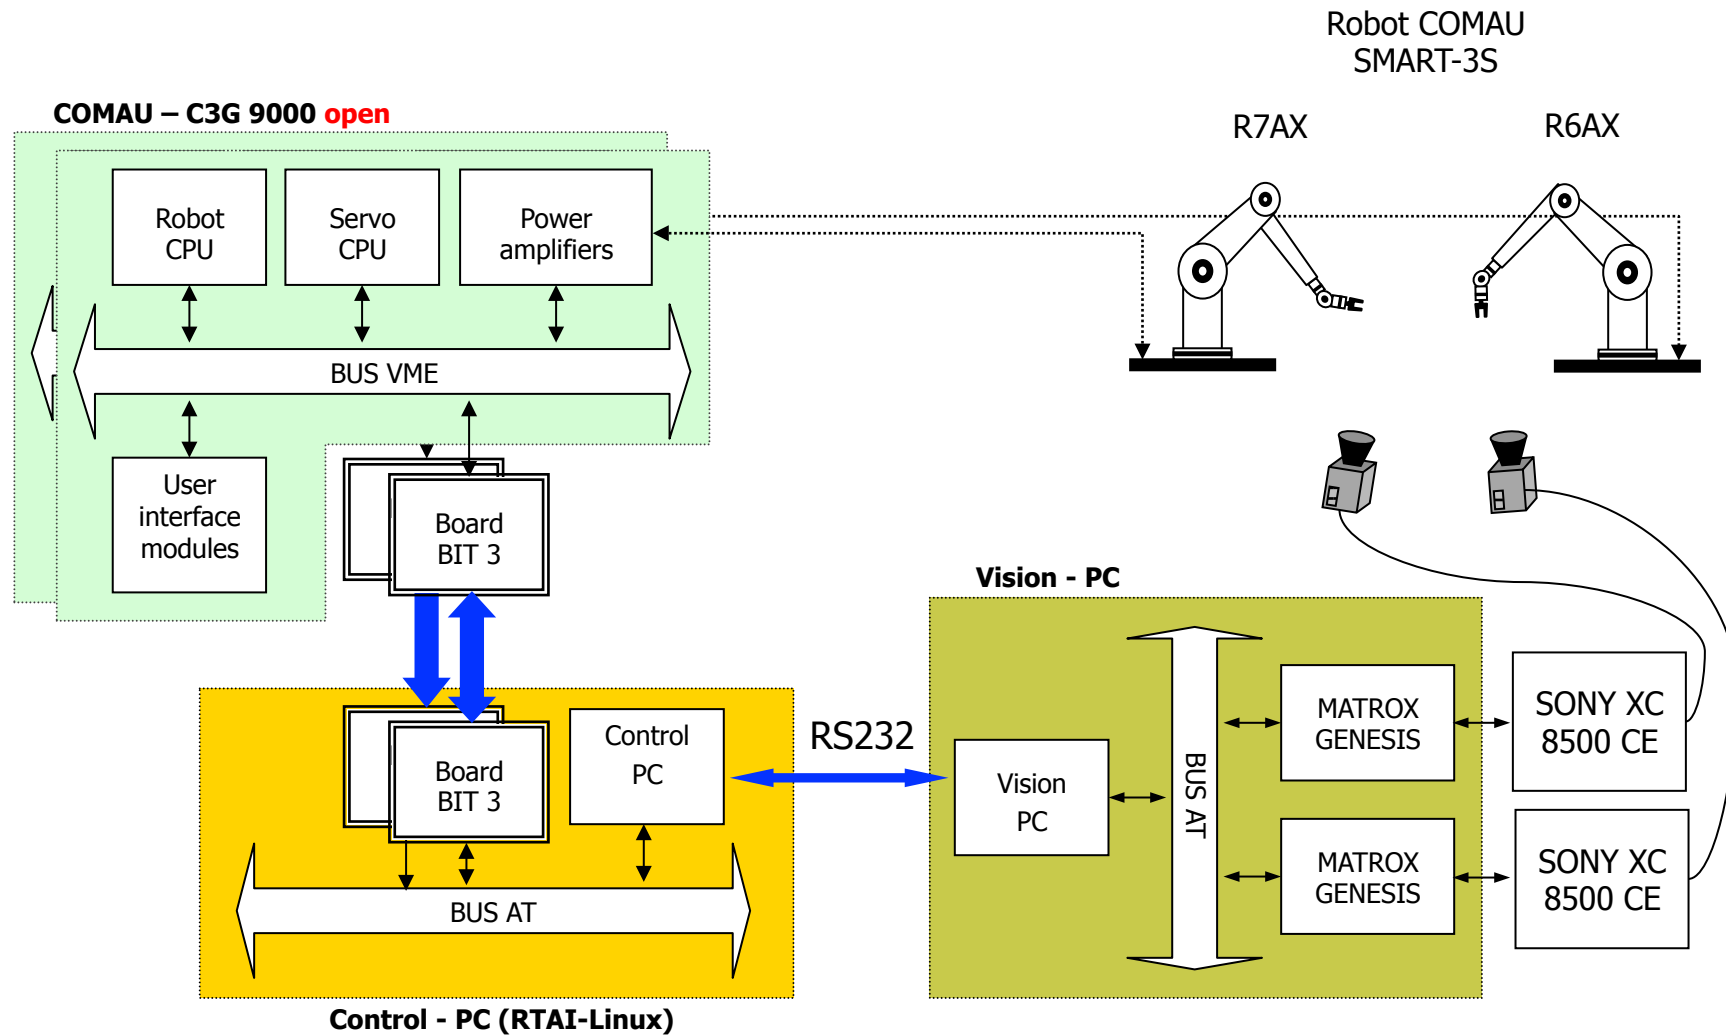 Robot COMAU
SMART-3S
COMAU – C3G 9000 open
R7AX
R6AX
Robot
CPU
Servo
CPU
Power
amplifiers
BUS VME
User
interface
modules
Board
BIT 3
Vision - PC
Board
BIT 3
Control
PC
RS232
Vision
PC
BUS AT
MATROX
GENESIS
SONY XC
8500 CE
MATROX
GENESIS
SONY XC
8500 CE
BUS AT
Control - PC (RTAI-Linux)